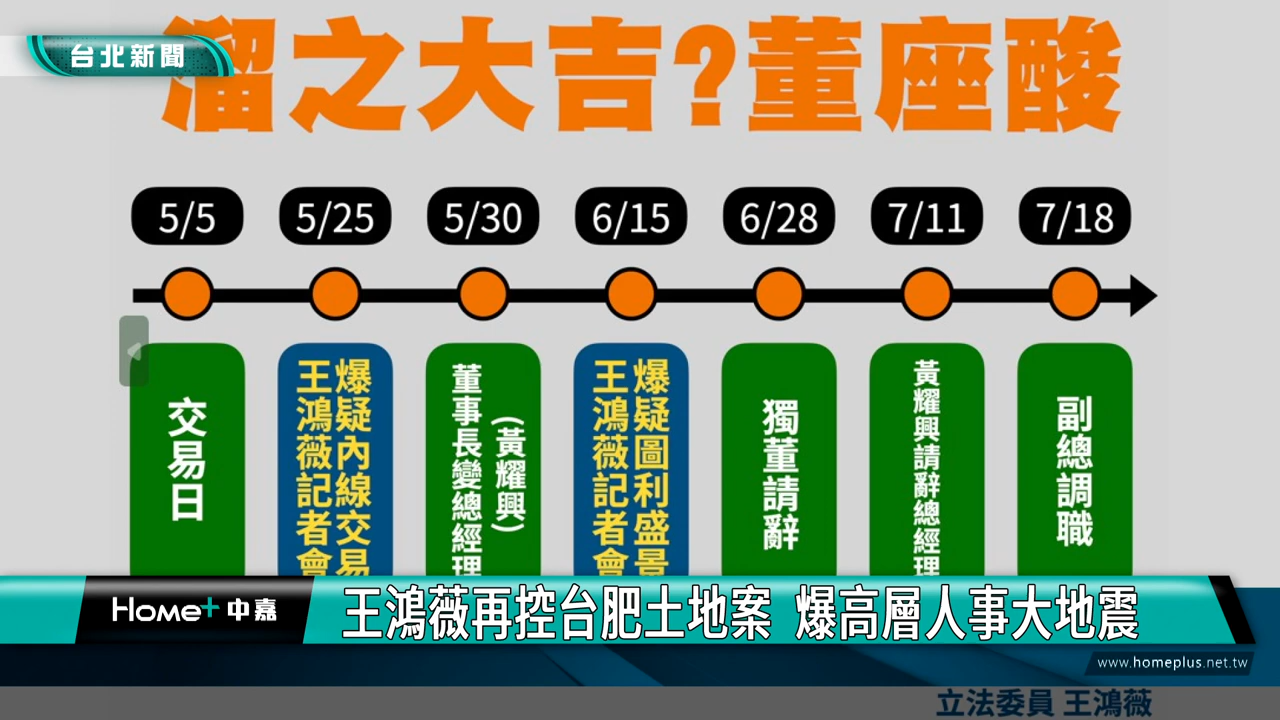 台北新聞
溜之大吉?董座酸
5/5
5/25
5/30
6/15
6/28
7/11
7/18
交易日
王鴻薇記者會
爆疑內線交易
董事長變總經理
(黃耀興)
王鴻薇記者會
爆疑圖利盛景
獨董請辭
黃耀興請辭總經理
副總調職
Home+中嘉
王鴻薇再控台肥土地案 爆高層人事大地震
www.homeplus.net.tw
立法委員 王鴻薇